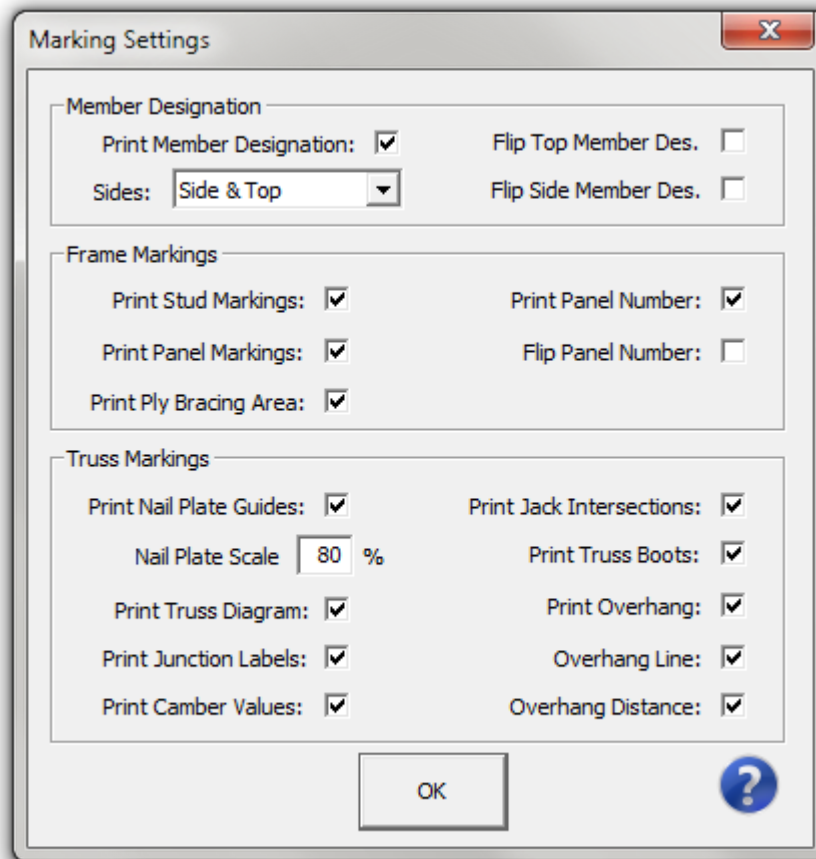 Marking Settings
Member Designation
Print Member Designation:
Flip Top Member Des.
Sides: Side & Top
Flip Side Member Des.
Frame Markings
Print Stud Markings:
Print Panel Number:
Print Panel Markings:
Flip Panel Number:
Print Ply Bracing Area:
Truss Markings
Print Nail Plate Guides:
Print Jack Intersections:
Nail Plate Scale 80 %
Print Truss Boots:
Print Truss Diagram:
Print Overhang:
Print Junction Labels:
Overhang Line:
Print Camber Values:
Overhang Distance:
OK
?